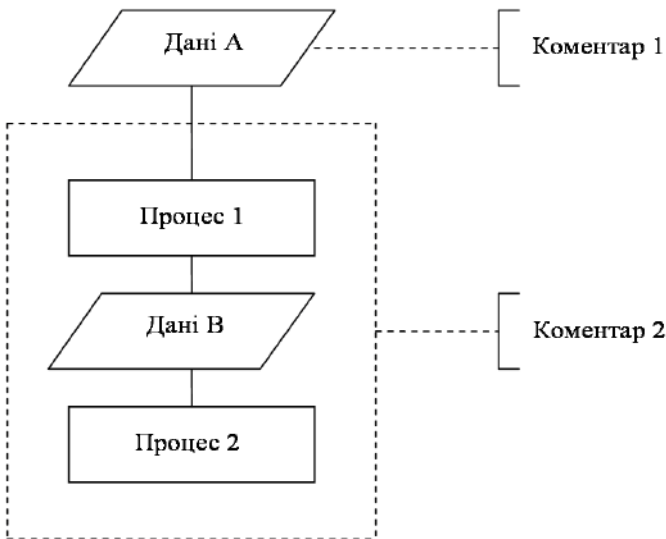 Дані А
Коментар 1
Процес 1
Дані В
Коментар 2
Процес 2